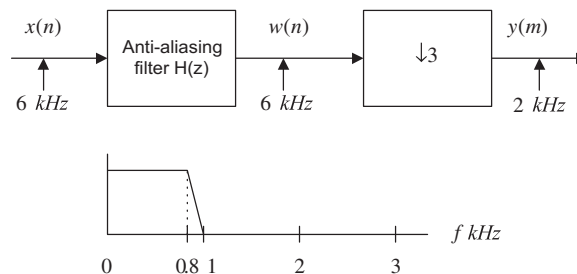 x(n) w(n) y(m)
Anti-aliasing
filter H(z)
↓3
6 kHz 6 kHz 2 kHz
f kHz
0 0.8 1 2 3